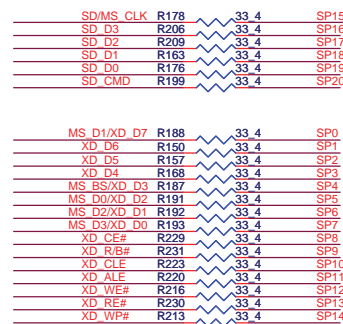 SD/MS_CLK R178 33_4 SP15
SD_D3 R206 33_4 SP16
SD_D2 R209 33_4 SP17
SD_D1 R163 33_4 SP18
SD_D0 R176 33_4 SP19
SD_CMD R199 33_4 SP20
MS_D1/XD_D7 R188 33_4 SP0
XD_D6 R150 33_4 SP1
XD_D5 R157 33_4 SP2
XD_D4 R168 33_4 SP3
MS_BS/XD_D3 R187 33_4 SP4
MS_D0/XD_D2 R191 33_4 SP5
MS_D2/XD_D1 R192 33_4 SP6
MS_D3/XD_D0 R193 33_4 SP7
XD_CE# R229 33_4 SP8
XD_R/B# R231 33_4 SP9
XD_CLE R223 33_4 SP10
XD_ALE R220 33_4 SP11
XD_WE# R216 33_4 SP12
XD_RE# R230 33_4 SP13
XD_WP# R213 33_4 SP14